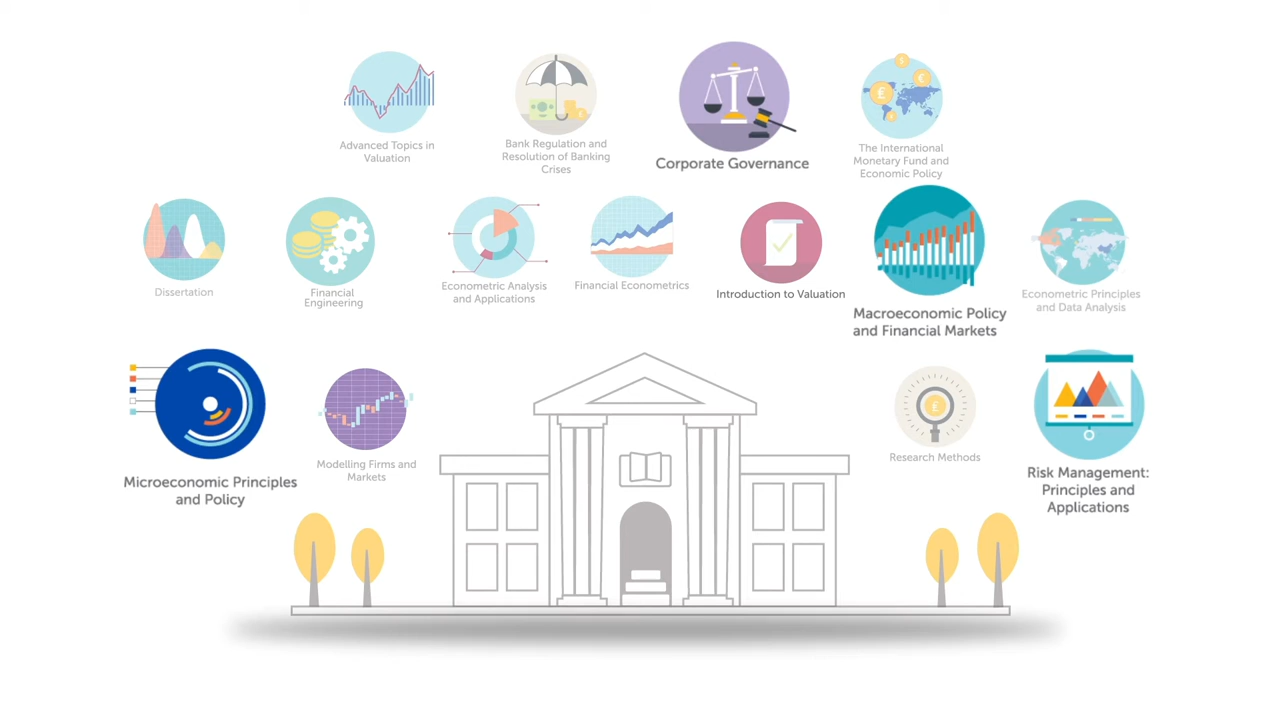 Advanced Topics in
Valuation
Bank Regulation and
Resolution of Banking
Crises
Corporate Governance
The International
Monetary Fund and
Economic Policy
Dissertation
Financial
Engineering
Econometric Analysis
and Applications
Financial Econometrics
Introduction to Valuation
Macroeconomic Policy
and Financial Markets
Econometric Principles
and Data Analysis
Microeconomic Principles
and Policy
Modelling Firms and
Markets
Research Methods
Risk Management:
Principles and
Applications